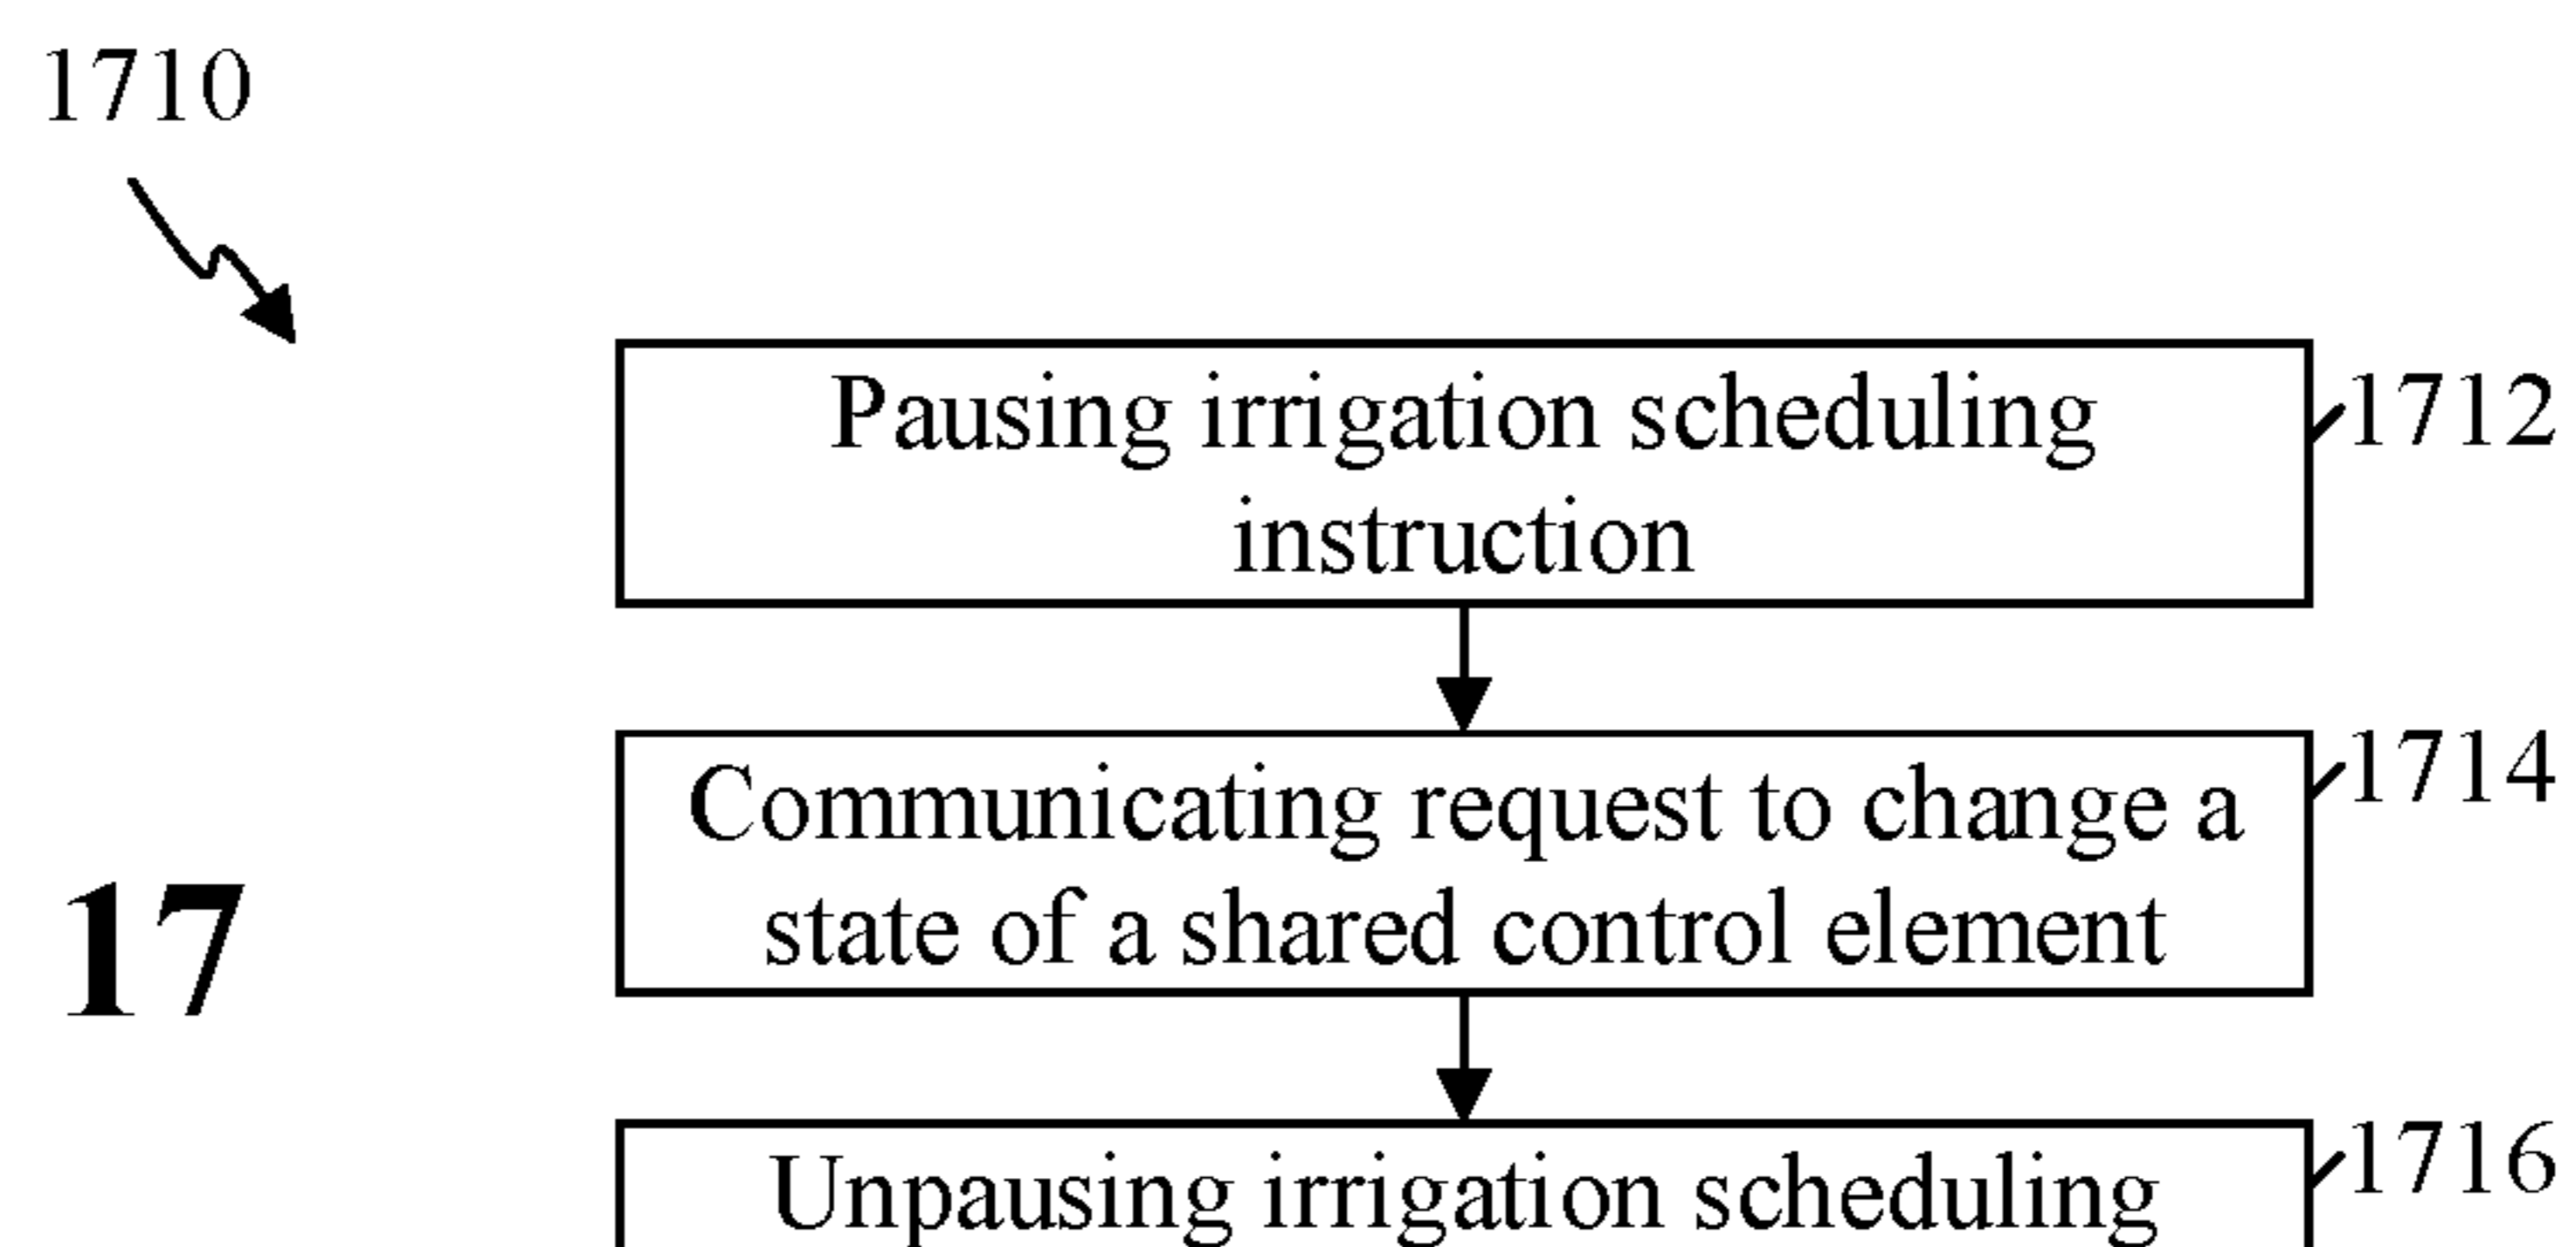 1710
Pausing irrigation scheduling
instruction
1712
Communicating request to change a
state of a shared control element
1714
17
Unpausing irrigation scheduling
1716